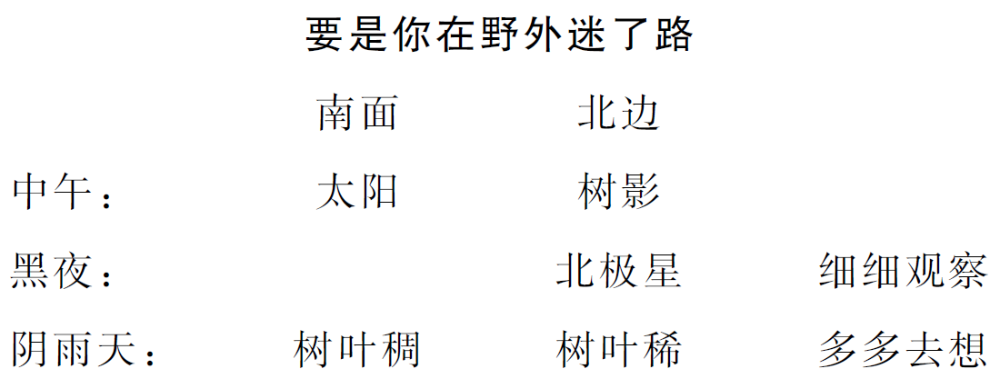 要是你在野外迷了路
南面 北边
中午： 太阳 树影
黑夜： 北极星 细细观察
阴雨天： 树叶稠 树叶稀 多多去想